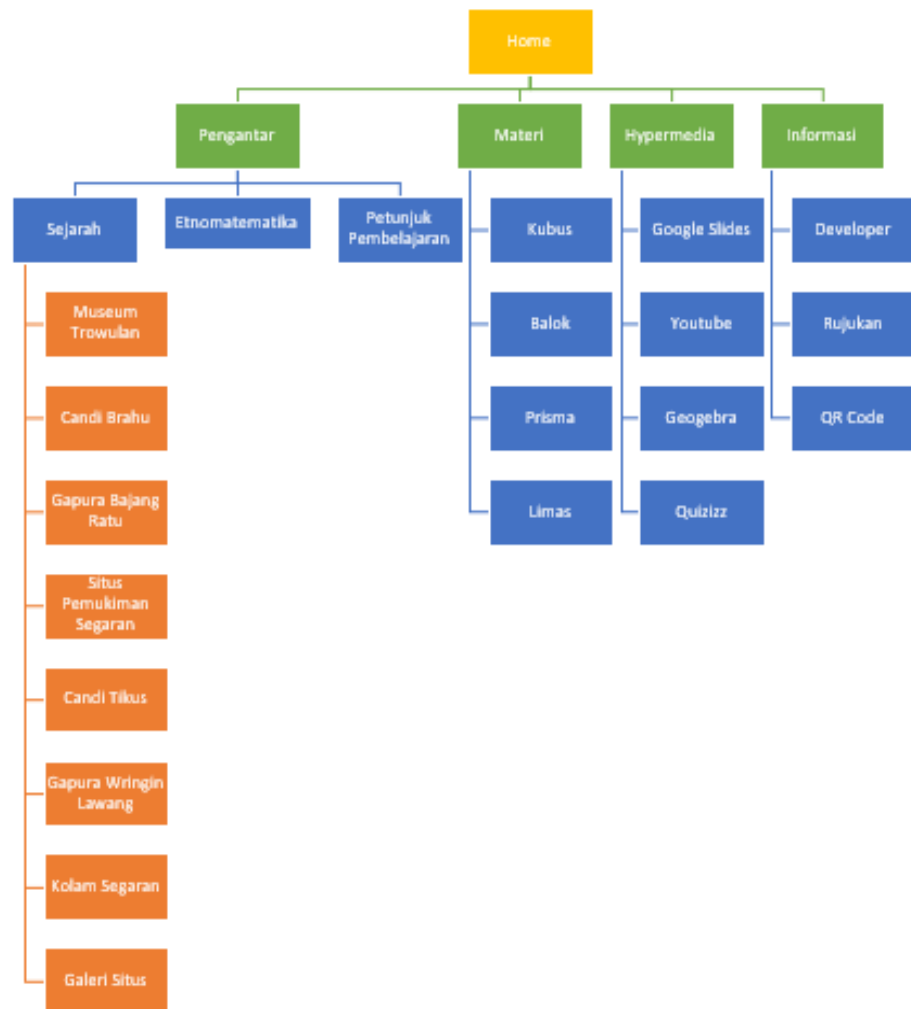 Home
Pengantar
Materi
Hypermedia
Informasi
Sejarah
Etnomatematika
Petunjuk
Pembelajaran
Kubus
Google Slides
Developer
Museum
Trowulan
Balok
Youtube
Rujukan
Candi Brahu
Prisma
Geogebra
QR Code
Gapura Bajang
Ratu
Limas
Quizizz
Situs
Pemukiman
Segaran
Candi Tikus
Gapura Wringin
Lawang
Kolam Segaran
Galeri Situs